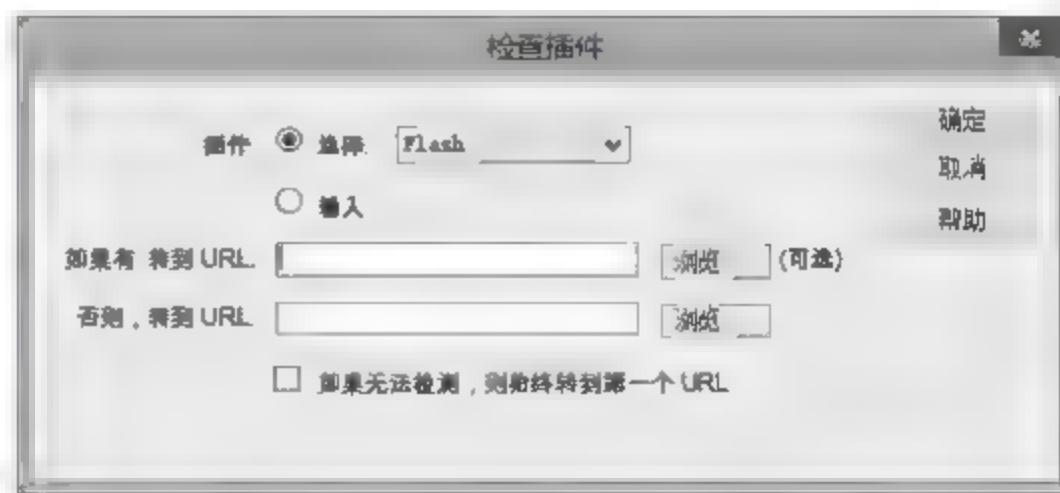 检查插件
插件 选择 Flash
输入
如果有 转到 URL.
浏览 (可选)
否则，转到 URL
浏览
如果无法检测，则始终转到第一个 URL
确定
取消
帮助